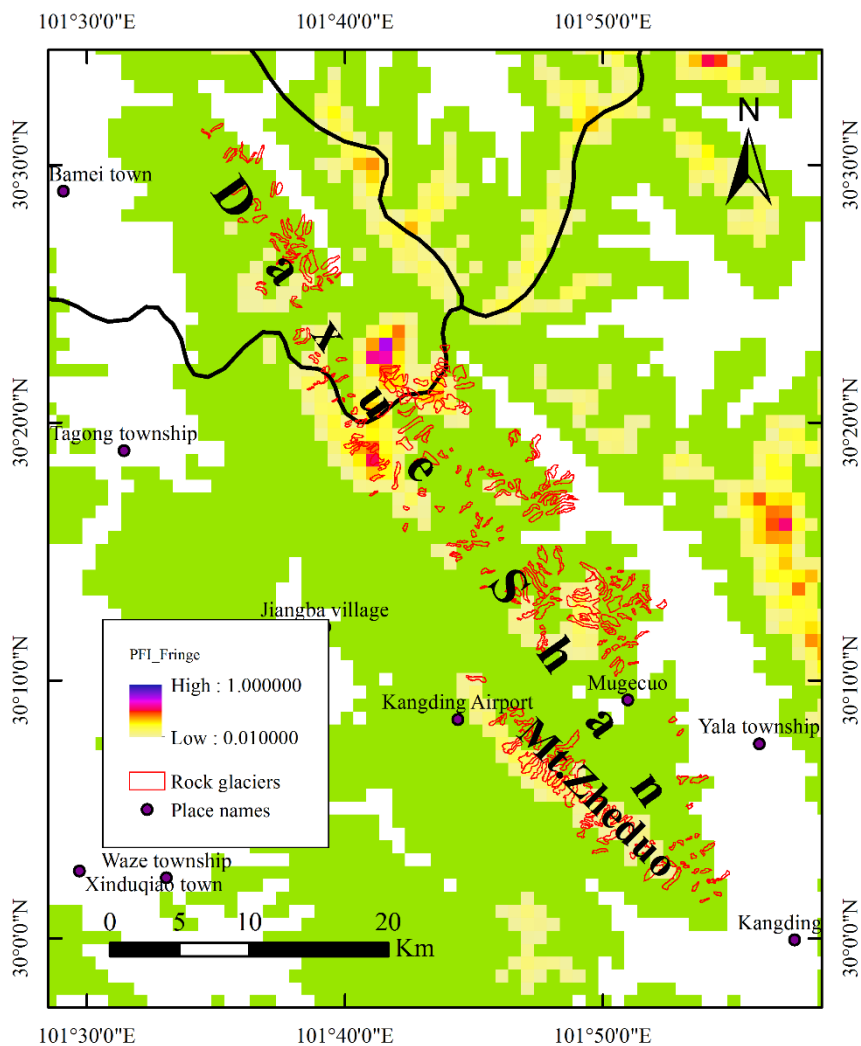 101°30'0"E 101°40'0"E 101°50'0"E
N
30°30'0"N
30°30'0"N
Bamei town
Da Xue Shan
30°20'0"N
30°20'0"N
Tagong township
Jiangba village
30°10'0"N
30°10'0"N
PFI_Fringe
High : 1.000000
Low : 0.010000
Rock glaciers
Place names
Kangding Airport
Mugecuo
Yala township
Mt.Zheduo
Waze township
Xinduqiao town
Kangding
30°0'0"N
30°0'0"N
0 5 10 20
Km
101°30'0"E 101°40'0"E 101°50'0"E